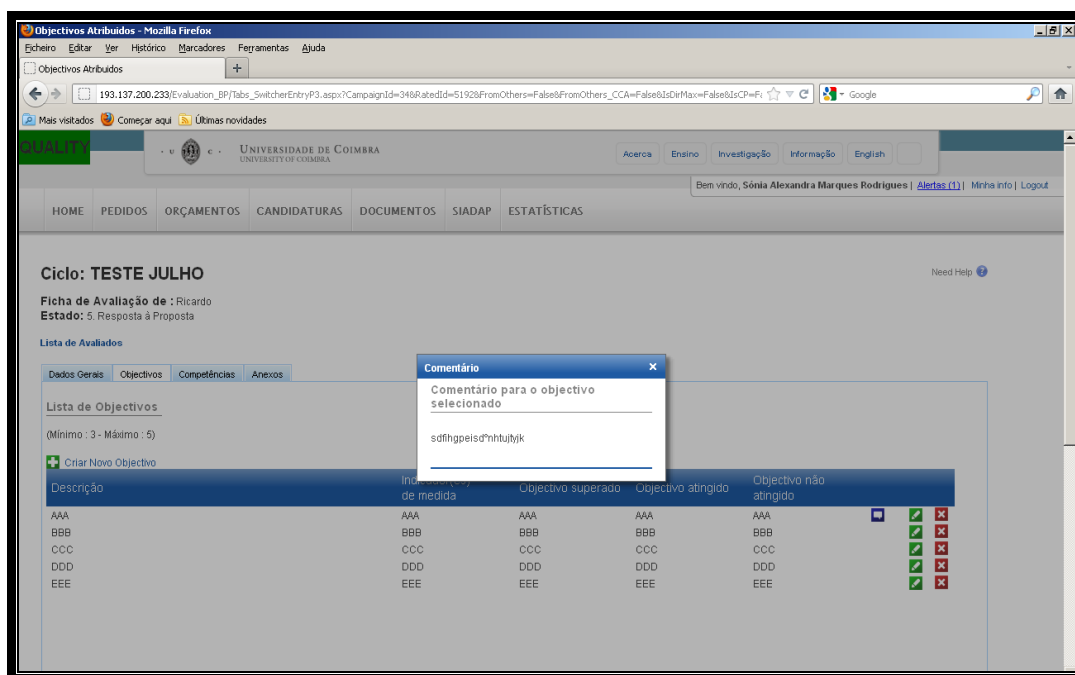 Objectivos Atribuidos - Mozilla Firefox
Ficheiro Editar Ver Histórico Marcadores Ferramentas Ajuda
Objectivos Atribuidos +
193.137.200.233/Evaluation_BP/Tabs_SwitcherEntryP3.aspx?CampaignId=34&RatedId=5192&FromOthers=False&FromOthers_CCA=False&IsDirMax=False&IsCP=F Google
Mais visitados Começar aqui Últimas novidades
QUALITY
· U C · UNIVERSIDADE DE COIMBRA
UNIVERSITY OF COIMBRA
Acerca Ensino Investigação Informação English
Bem vindo, Sónia Alexandra Marques Rodrigues | Alertas (1) | Minha info | Logout
HOME PEDIDOS ORÇAMENTOS CANDIDATURAS DOCUMENTOS SIADAP ESTATÍSTICAS
Ciclo: TESTE JULHO
Need Help ?
Ficha de Avaliação de : Ricardo
Estado: 5. Resposta à Proposta
Lista de Avaliados
Dados Gerais Objectivos Competências Anexos
Comentário ×
Comentário para o objectivo
selecionado
Lista de Objectivos
(Mínimo : 3 - Máximo : 5)
Criar Novo Objectivo
Descrição de medida Objectivo superado Objectivo atingido Objectivo não atingido
AAA AAA AAA AAA AAA
BBB BBB BBB BBB BBB
CCC CCC CCC CCC CCC
DDD DDD DDD DDD DDD
EEE EEE EEE EEE EEE